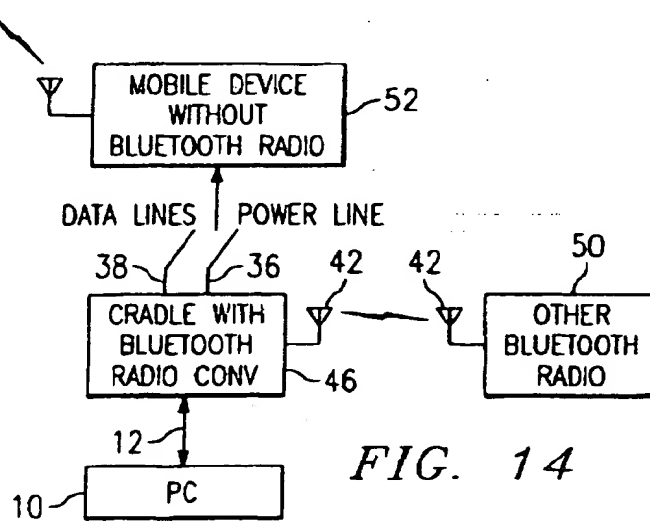 MOBILE DEVICE
WITHOUT
BLUETOOTH RADIO
52
DATA LINES
POWER LINE
38
36
42
42
50
CRADLE WITH
BLUETOOTH
RADIO CONV
46
OTHER
BLUETOOTH
RADIO
12
FIG. 14
10
PC